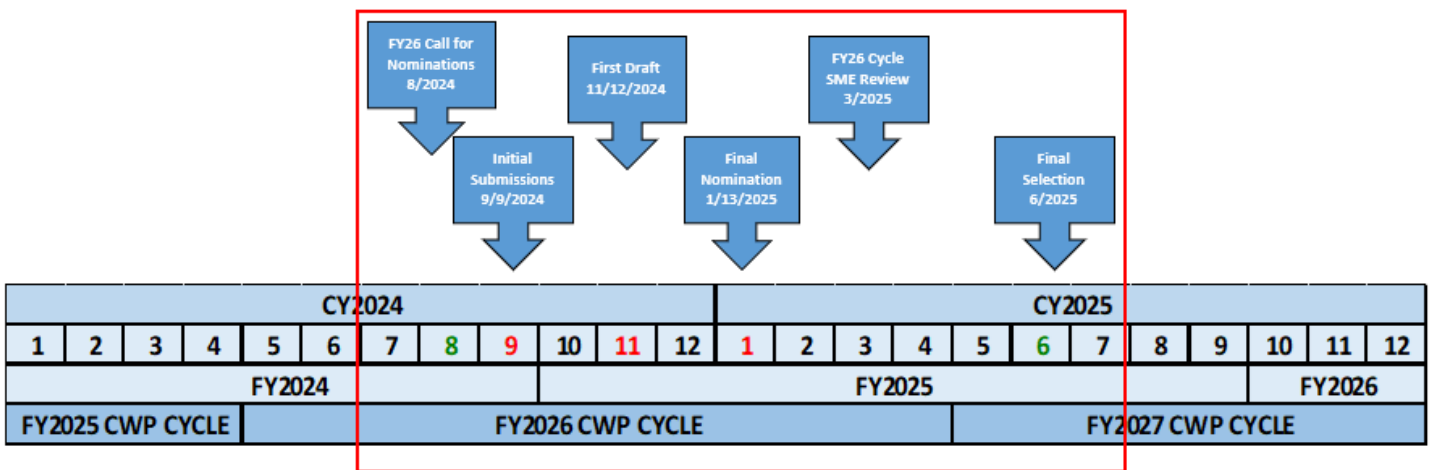 FY26 Call for
Nominations
8/2024
First Draft
11/12/2024
FY26 Cycle
SME Review
3/2025
Initial
Submissions
9/9/2024
Final
Nomination
1/13/2025
Final
Selection
6/2025
CY2024 CY2025
1 2 3 4 5 6 7 8 9 10 11 12 1 2 3 4 5 6 7 8 9 10 11 12
FY2024 FY2025 FY2026
FY2025 CWP CYCLE FY2026 CWP CYCLE FY2027 CWP CYCLE